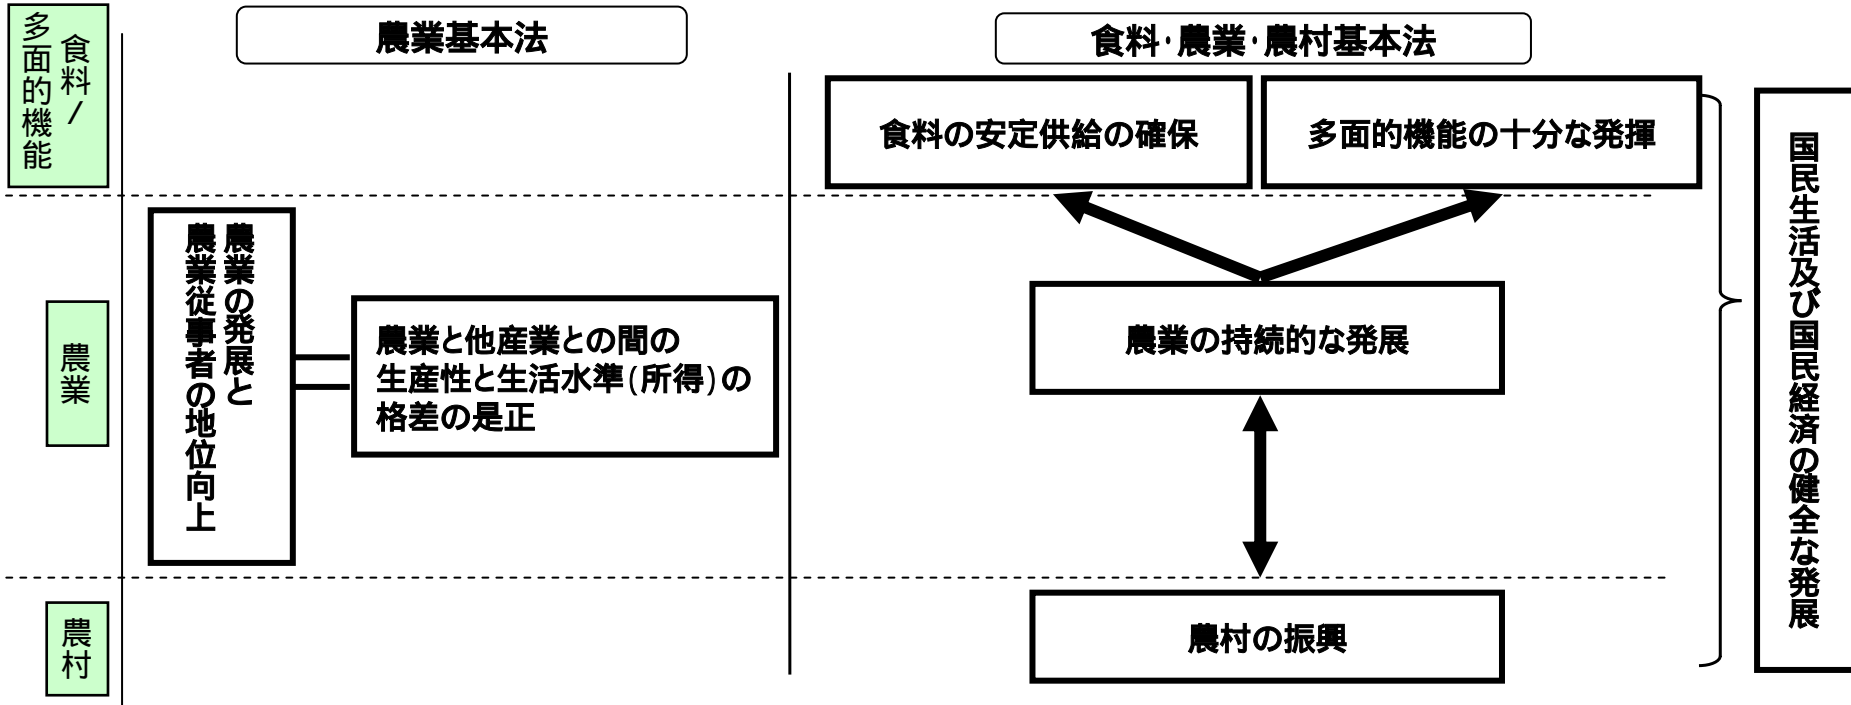 食料/
多面的機能
農業基本法
食料・農業・農村基本法
食料の安定供給の確保
多面的機能の十分な発揮
農業
農業の発展と
農業従事者の地位向上
農業と他産業との間の
生産性と生活水準(所得)の
格差の是正
農業の持続的な発展
農村
農村の振興
国民生活及び国民経済の健全な発展